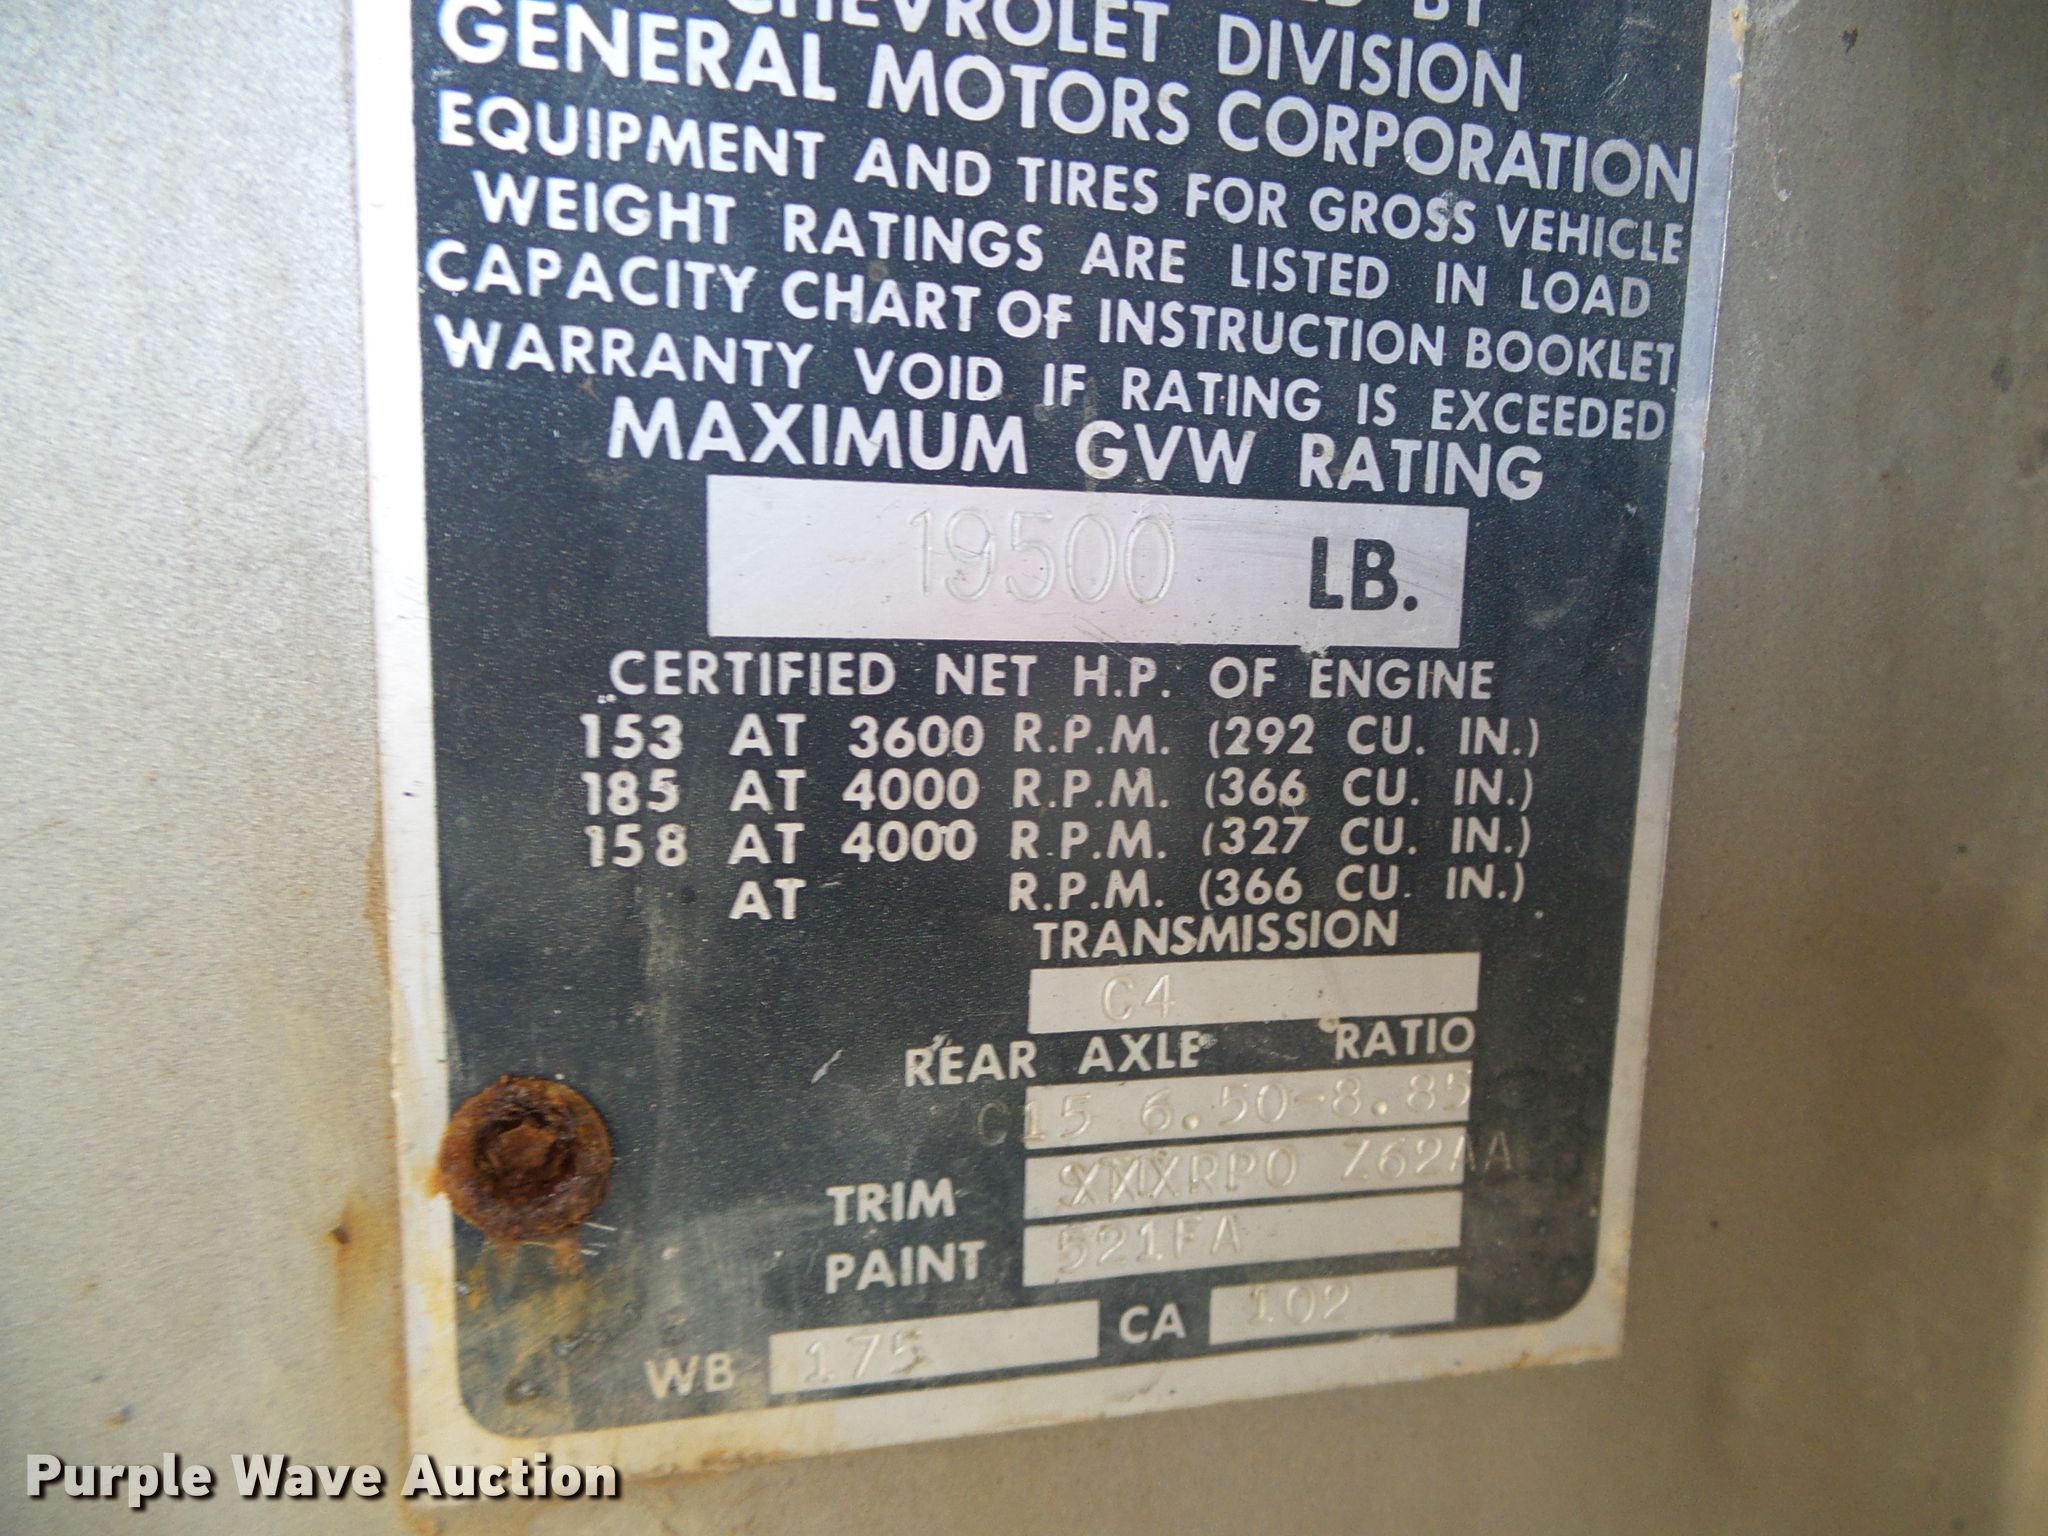 BY
CHEVROLET DIVISION
GENERAL MOTORS CORPORATION
EQUIPMENT AND TIRES FOR GROSS VEHICLE
WEIGHT RATINGS ARE LISTED IN LOAD
CAPACITY CHART OF INSTRUCTION BOOKLET
WARRANTY VOID IF RATING IS EXCEEDED
MAXIMUM GVW RATING
19500 LB.
CERTIFIED NET H.P. OF ENGINE
153 AT 3600 R.P.M. (292 CU. IN.)
185 AT 4000 R.P.M. (366 CU. IN.)
158 AT 4000 R.P.M. (327 CU. IN.)
AT R.P.M. (366 CU. IN.)
TRANSMISSION
C4
REAR AXLE RATIO
C15 6.50-8.85
TRIM Z62AA
PAINT 521FA
WB 175 CA 102
Purple Wave Auction